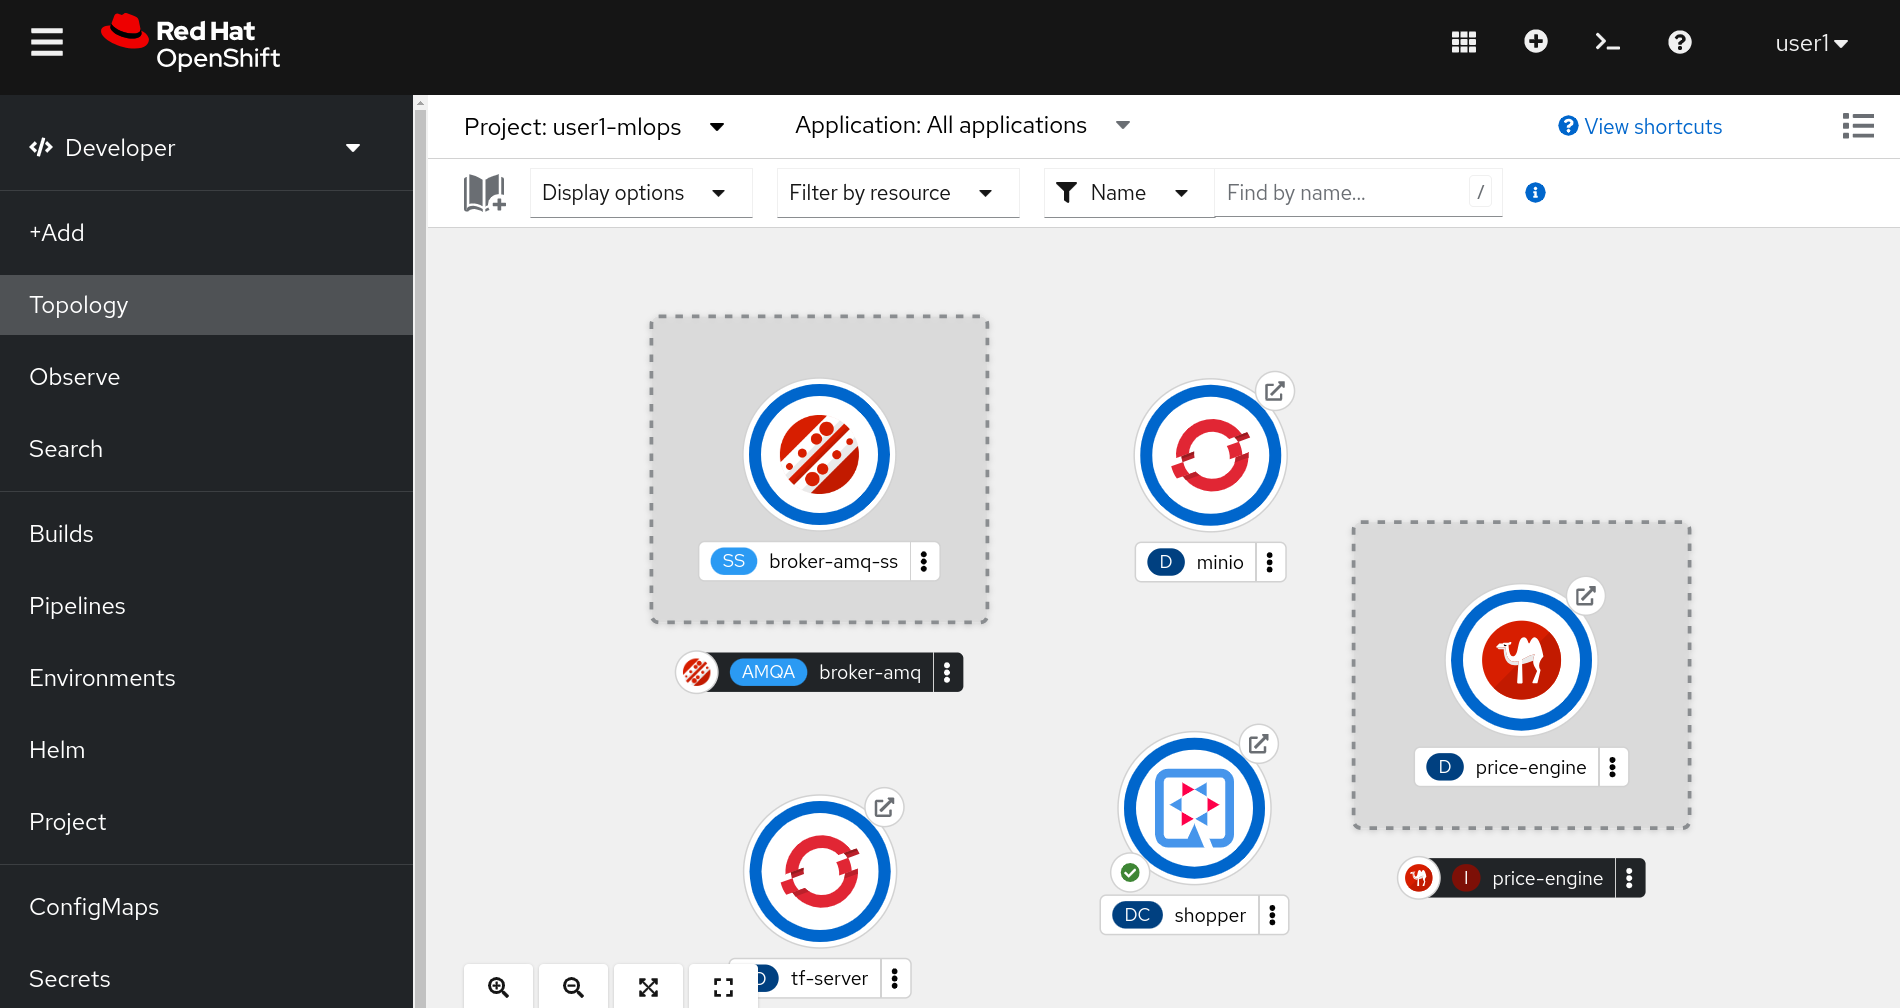 Red Hat
OpenShift
user1
Developer
+Add
Topology
Observe
Search
Builds
Pipelines
Environments
Helm
Project
ConfigMaps
Secrets
Project: user1-mlops
Application: All applications
View shortcuts
Display options
Filter by resource
Name
Find by name...
/
SS broker-amq-ss
AMQA broker-amq
D minio
D price-engine
I price-engine
DC shopper
D tf-server